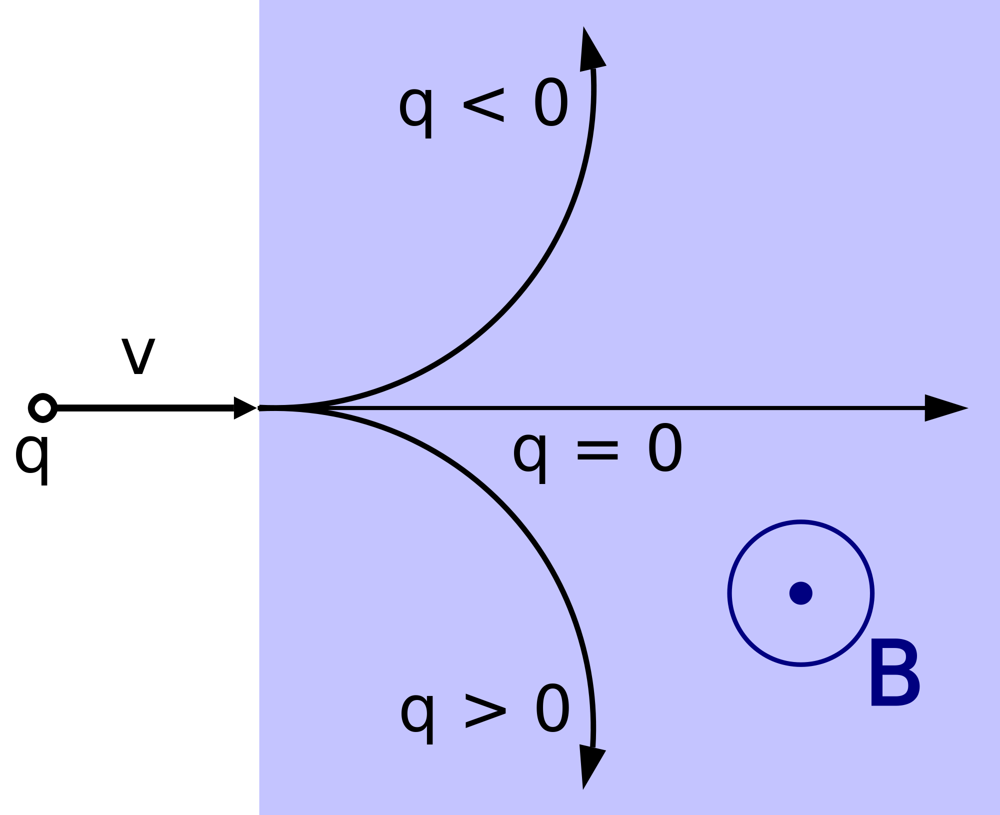 q < 0
v
q
q = 0
B
q > 0